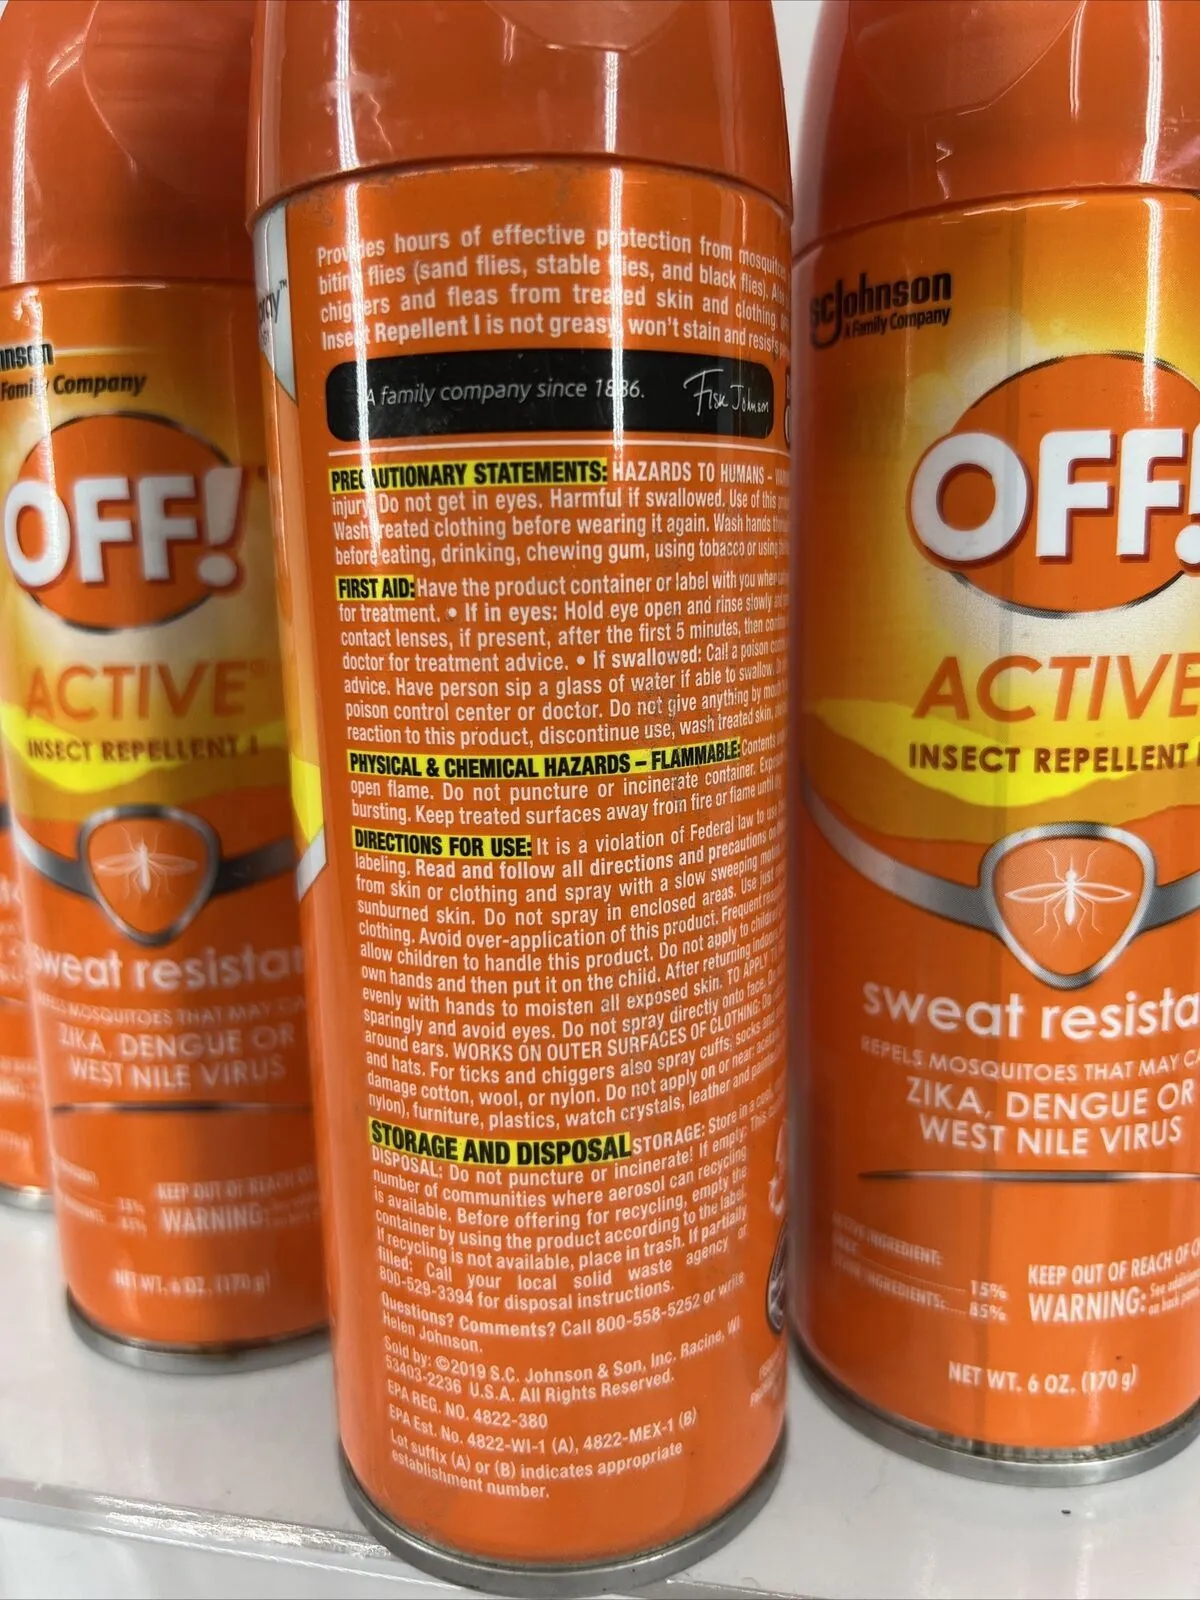 Provides hours of effective protection from
biting flies (sand flies, stable flies, and black flies).
chiggers and fleas from treated skin and clothing.
Insect Repellent I is not greasy, won't stain and resists
A family company since 1886. Fisk Johnson
PRECAUTIONARY STATEMENTS: HAZARDS TO HUMANS –
injury. Do not get in eyes. Harmful if swallowed. Use of this
Wash treated clothing before wearing it again. Wash hands
before eating, drinking, chewing gum, using tobacco or using
FIRST AID: Have the product container or label with you when
for treatment. • If in eyes: Hold eye open and rinse slowly
contact lenses, if present, after the first 5 minutes, then
doctor for treatment advice. • If swallowed: Call a poison
advice. Have person sip a glass of water if able to swallow.
poison control center or doctor. Do not give anything by
reaction to this product, discontinue use, wash treated skin,
PHYSICAL & CHEMICAL HAZARDS – FLAMMABLE: Contents
open flame. Do not puncture or incinerate container.
bursting. Keep treated surfaces away from fire or flame until
DIRECTIONS FOR USE: It is a violation of Federal law to use
labeling. Read and follow all directions and precautions on
from skin or clothing and spray with a slow sweeping
sunburned skin. Do not spray in enclosed areas. Use just
clothing. Avoid over-application of this product. Frequent
allow children to handle this product. Do not apply to
own hands and then put it on the child. After returning indoors,
evenly with hands to moisten all exposed skin. TO APPLY
sparingly and avoid eyes. Do not spray directly onto face.
around ears. WORKS ON OUTER SURFACES OF CLOTHING:
and hats. For ticks and chiggers also spray cuffs, socks
damage cotton, wool, or nylon. Do not apply on or near:
nylon), furniture, plastics, watch crystals, leather and
STORAGE AND DISPOSAL STORAGE: Store in a cool,
DISPOSAL: Do not puncture or incinerate! If empty: This
number of communities where aerosol can recycling
is available. Before offering for recycling, empty the
container by using the product according to the label.
If recycling is not available, place in trash. If partially
filled: Call your local solid waste agency or
800-529-3394 for disposal instructions.
Questions? Comments? Call 800-558-5252 or write
Helen Johnson.
Sold by: ©2019 S.C. Johnson & Son, Inc. Racine, WI
53403-2236 U.S.A. All Rights Reserved.
EPA REG. NO. 4822-380
EPA Est. No. 4822-WI-1 (A), 4822-MEX-1 (B)
Lot suffix (A) or (B) indicates appropriate
establishment number.
A Family Company
OFF!
ACTIVE
INSECT REPELLENT I
sweat resistan
MOSQUITOES THAT MAY
ZIKA, DENGUE OR
WEST NILE VIRUS
KEEP OUT OF REACH
WARNING:
NET WT. 6 OZ. (170 g)
scJohnson
A Family Company
OFF!
ACTIVE
INSECT REPELLENT
sweat resista
REPELS MOSQUITOES THAT MAY
ZIKA, DENGUE OR
WEST NILE VIRUS
ACTIVE INGREDIENT:
15%
85%
KEEP OUT OF REACH OF
WARNING:
NET WT. 6 OZ. (170 g)